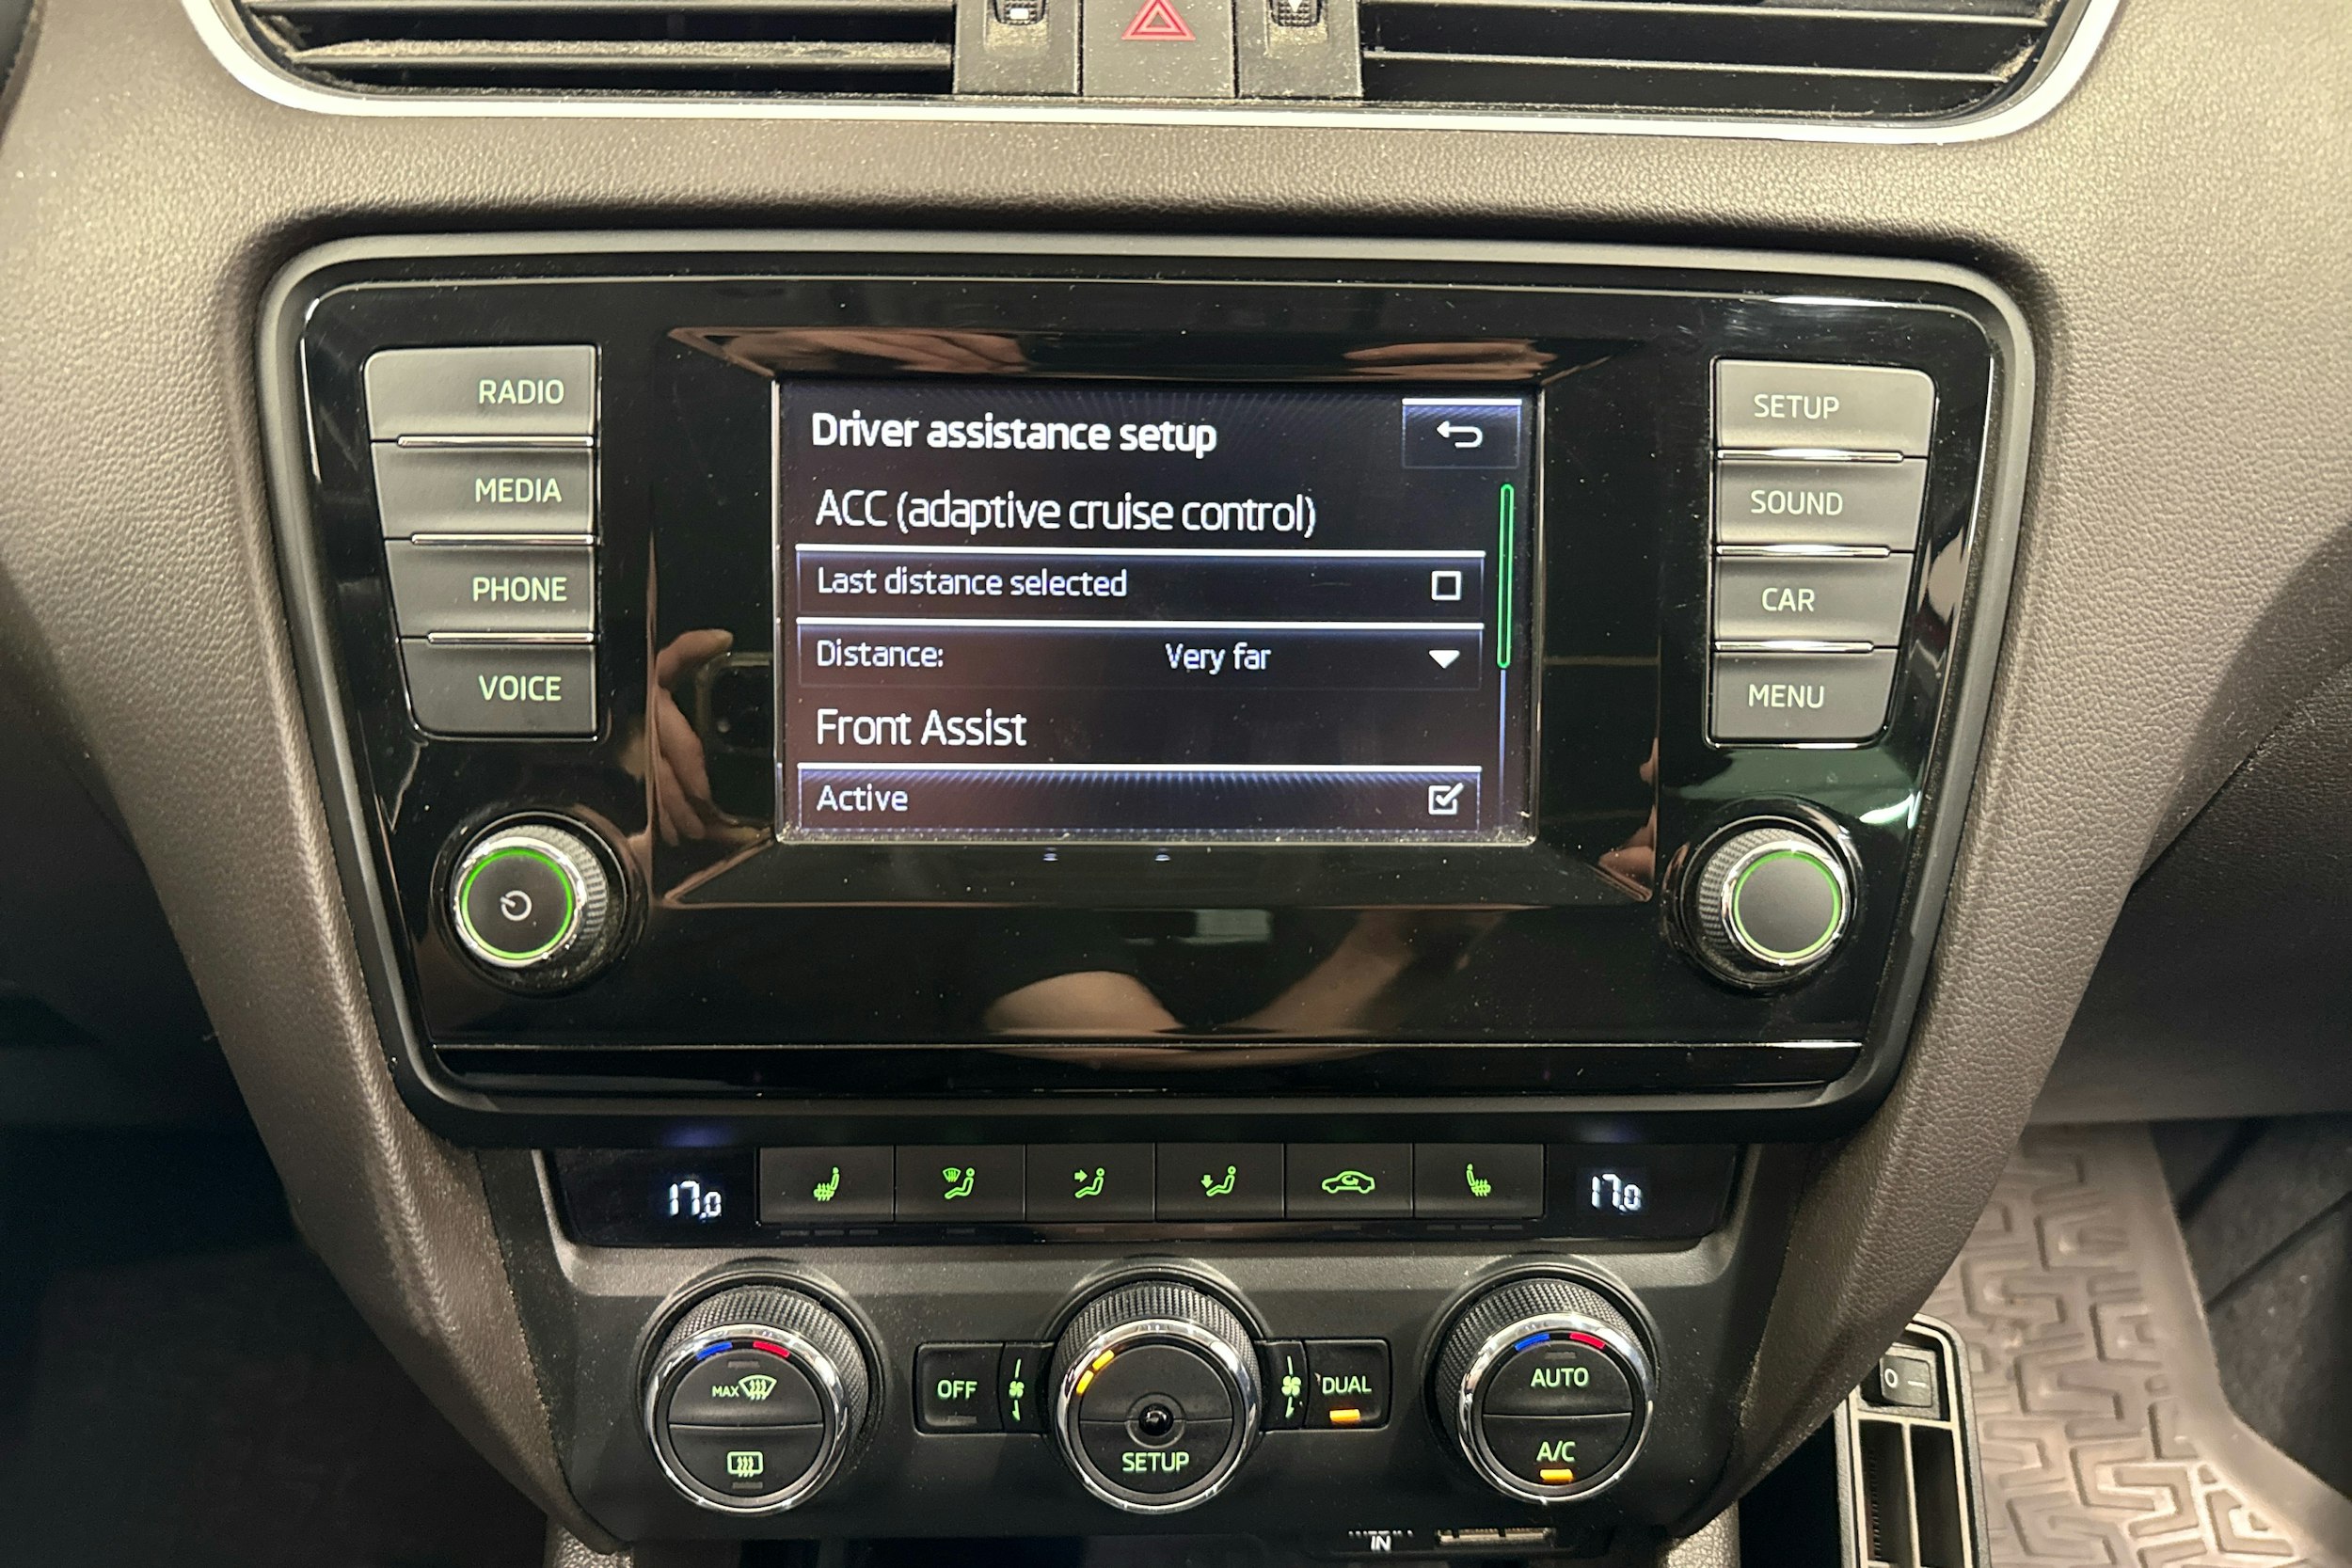 RADIO
MEDIA
PHONE
VOICE
Driver assistance setup
ACC (adaptive cruise control)
Last distance selected
Distance: Very far
Front Assist
Active
SETUP
SOUND
CAR
MENU
17.0
17.0
MAX
OFF
SETUP
DUAL
AUTO
A/C
IN